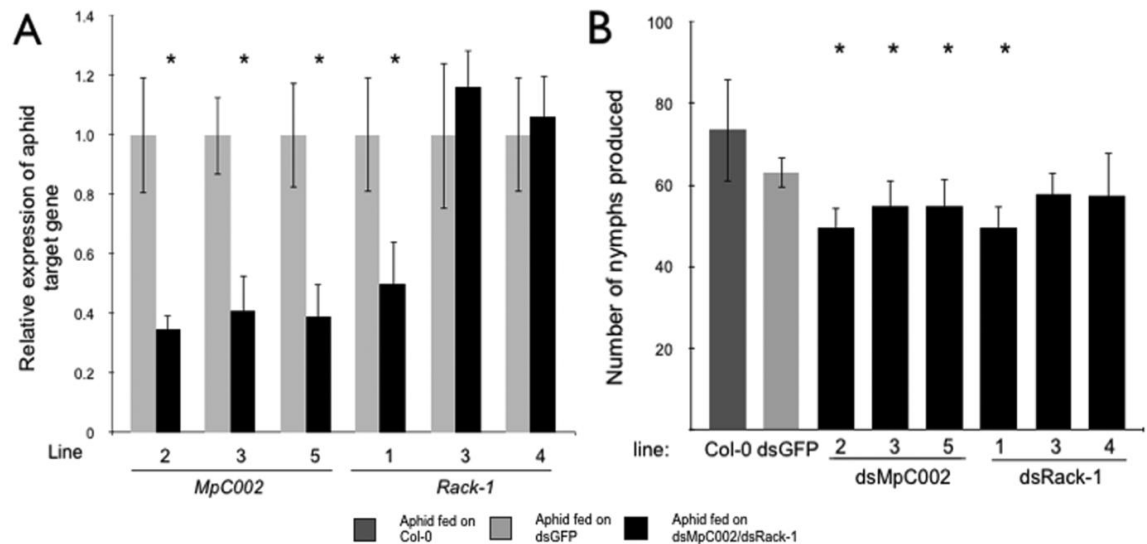 A
1.4
1.2
1.0
0.8
0.6
0.4
0.2
0
Relative expression of aphid
target gene
* * * *
Line 2 3 5 1 3 4
MpC002 Rack-1
B
100
80
60
40
20
Number of nymphs produced
* * * *
line: Col-0 dsGFP 2 3 5 1 3 4
dsMpC002 dsRack-1
Aphid fed on
Col-0
Aphid fed on
dsGFP
Aphid fed on
dsMpC002/dsRack-1